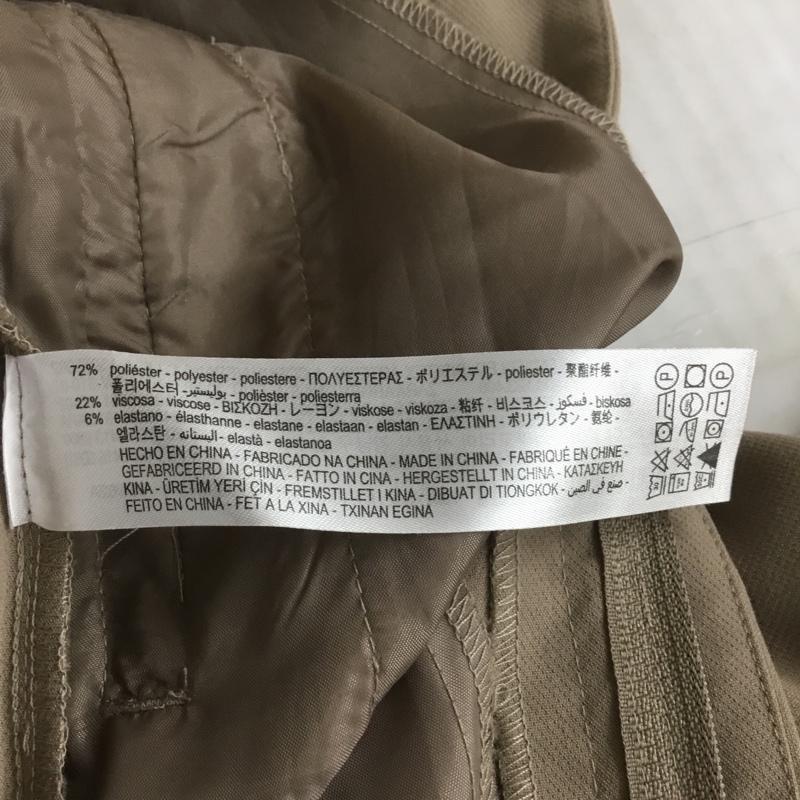 72% poliéster - polyester - poliestere - ΠΟΛΥΕΣΤΕΡΑΣ - ポリエステル - poliester - 聚酯纤维 -
폴리에스터 - بوليستير - polièster - poliesterra
22% viscosa - viscose - ΒΙΣΚΟΖΗ - レーヨン - viskose - viskoza - 粘纤 - 비스코스 - فسكوز - biskosa
6% elastano - élasthanne - elastane - elastaan - elastan - ΕΛΑΣΤΙΝΗ - ポリウレタン - 氨纶 -
엘라스탄 - اليستانه - elastà - elastanoa
HECHO EN CHINA - FABRICADO NA CHINA - MADE IN CHINA - FABRIQUÉ EN CHINE -
GEFABRICEERD IN CHINA - FATTO IN CINA - HERGESTELLT IN CHINA - ΚΑΤΑΣΚΕΥΗ
ΚΙΝΑ - ÜRETİM YERİ ÇİN - FREMSTILLET I KINA - DIBUAT DI TIONGKOK - صنع في الصين -
FEITO EN CHINA - FET A LA XINA - TXINAN EGINA
P P